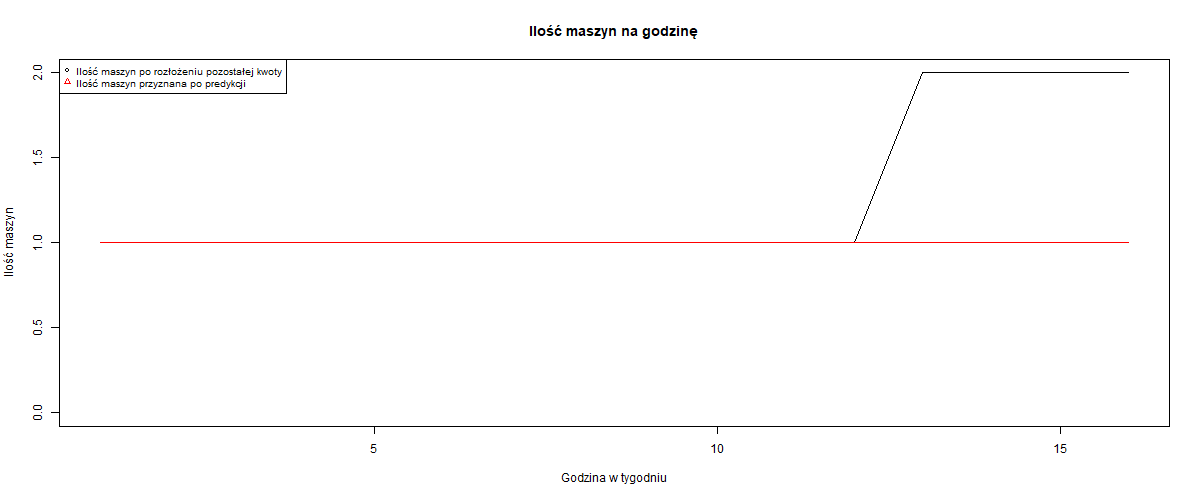 Ilość maszyn na godzinę
Ilość maszyn po rozłożeniu pozostałej kwoty
Ilość maszyn przyznana po predykcji
Ilość maszyn
2.0
1.5
1.0
0.5
0.0
5 10 15
Godzina w tygodniu